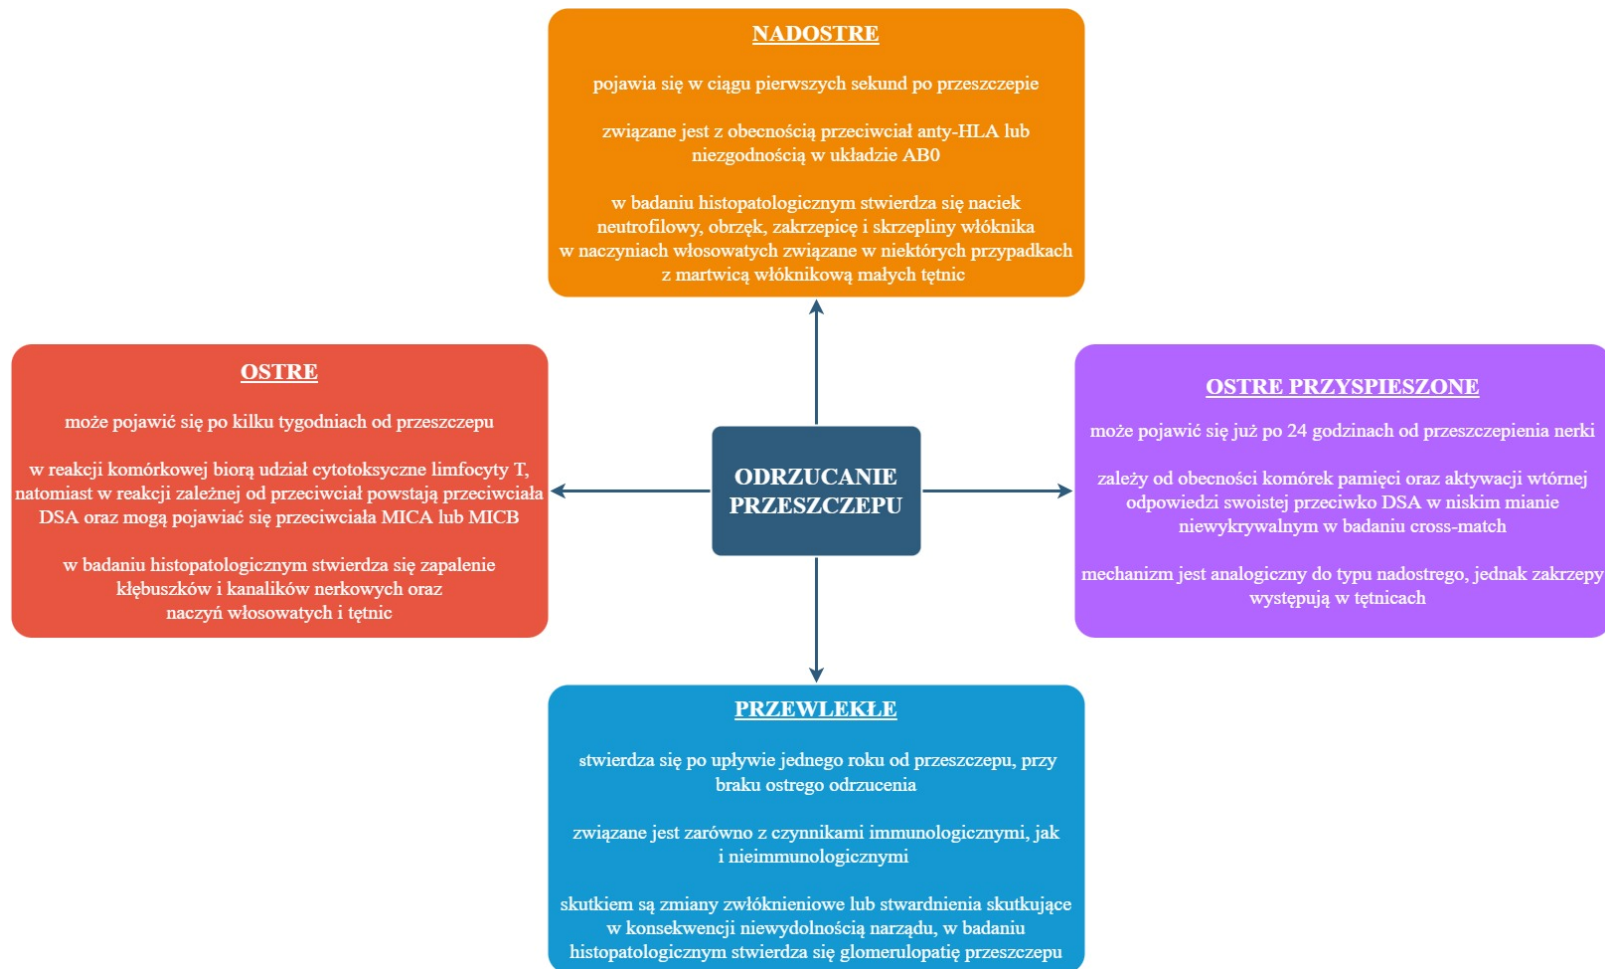 NADOSTRE
pojawia się w ciągu pierwszych sekund po przeszczepie
związane jest z obecnością przeciwciał anty-HLA lub
niezgodnością w układzie AB0
w badaniu histopatologicznym stwierdza się naciek
neutrofilowy, obrzęk, zakrzepicę i skrzepliny włóknika
w naczyniach włosowatych związane w niektórych przypadkach
z martwicą włóknikową małych tętnic
OSTRE
może pojawić się po kilku tygodniach od przeszczepu
w reakcji komórkowej biorą udział cytotoksyczne limfocyty T,
natomiast w reakcji zależnej od przeciwciał powstają przeciwciała
DSA oraz mogą pojawiać się przeciwciała MICA lub MICB
w badaniu histopatologicznym stwierdza się zapalenie
kłębuszków i kanalików nerkowych oraz
naczyń włosowatych i tętnic
ODRZUCANIE
PRZESZCZEPU
OSTRE PRZYSPIESZONE
może pojawić się już po 24 godzinach od przeszczepienia nerki
zależy od obecności komórek pamięci oraz aktywacji wtórnej
odpowiedzi swoistej przeciwko DSA w niskim mianie
niewykrywalnym w badaniu cross-match
mechanizm jest analogiczny do typu nadostrego, jednak zakrzepy
występują w tętnicach
PRZEWLEKŁE
stwierdza się po upływie jednego roku od przeszczepu, przy
braku ostrego odrzucenia
związane jest zarówno z czynnikami immunologicznymi, jak
i nieimmunologicznymi
skutkiem są zmiany zwłóknieniowe lub stwardnienia skutkujące
w konsekwencji niewydolnością narządu, w badaniu
histopatologicznym stwierdza się glomerulopatię przeszczepu